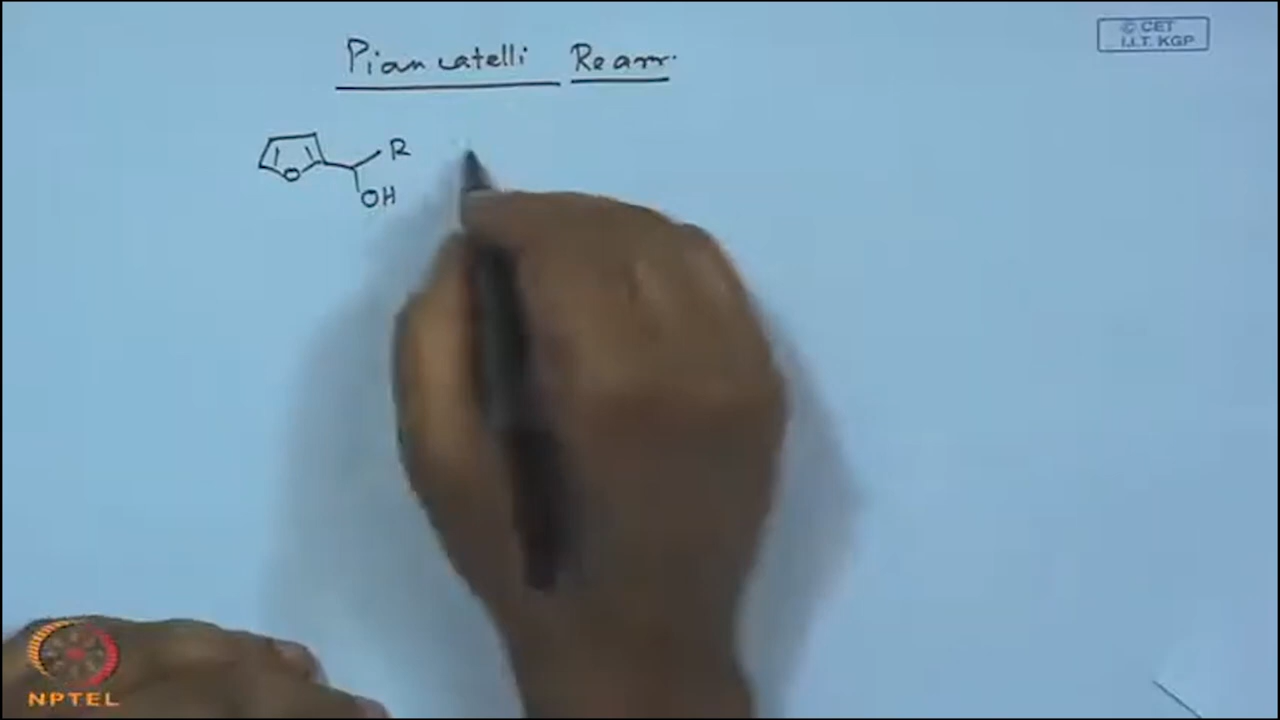 © CET
I.I.T. KGP
Piancatelli Rearr.
R
O
OH
NPTEL